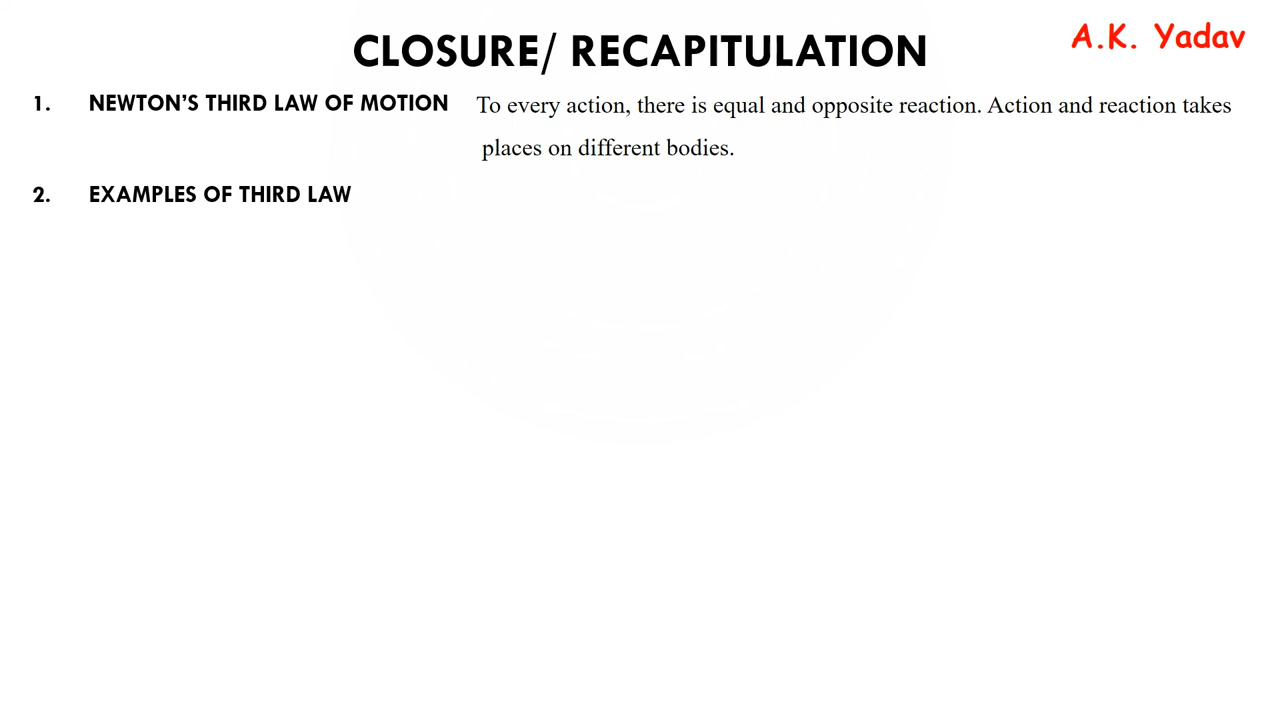 CLOSURE/ RECAPITULATION
A.K. Yadav
1. NEWTON’S THIRD LAW OF MOTION To every action, there is equal and opposite reaction. Action and reaction takes
places on different bodies.
2. EXAMPLES OF THIRD LAW